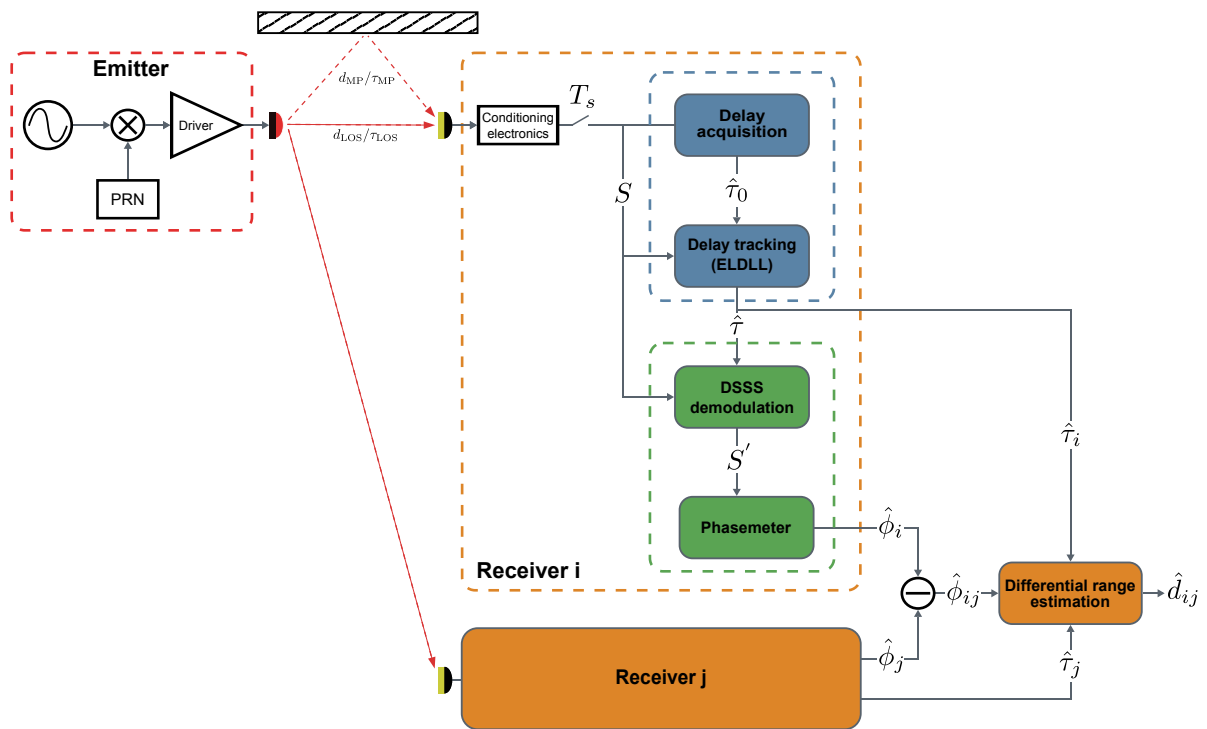 Emitter
Driver
PRN
d_MP/τ_MP
d_LOS/τ_LOS
Conditioning
electronics
T_s
S
Delay
acquisition
τ̂_0
Delay tracking
(ELDLL)
τ̂
DSSS
demodulation
S′
Phasemeter
Receiver i
ϕ̂_i
ϕ̂_ij
ϕ̂_j
τ̂_i
Differential range
estimation
d̂_ij
τ̂_j
Receiver j